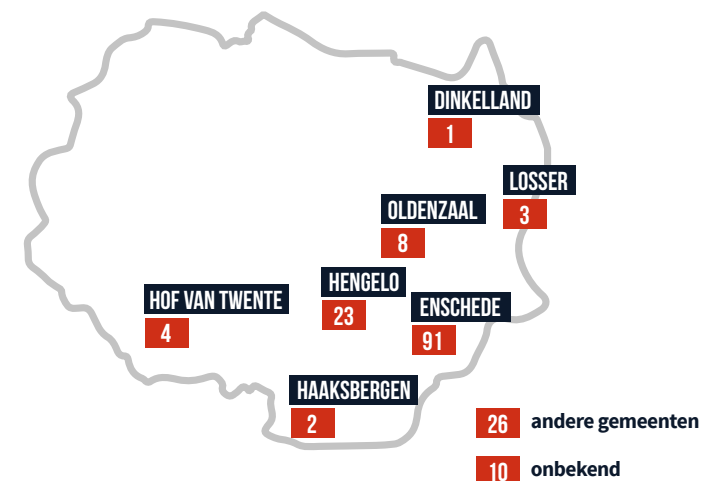 DINKELLAND
1
LOSSER
3
OLDENZAAL
8
HENGELO
23
HOF VAN TWENTE
4
ENSCHEDE
91
HAAKSBERGEN
2
26 andere gemeenten
10 onbekend